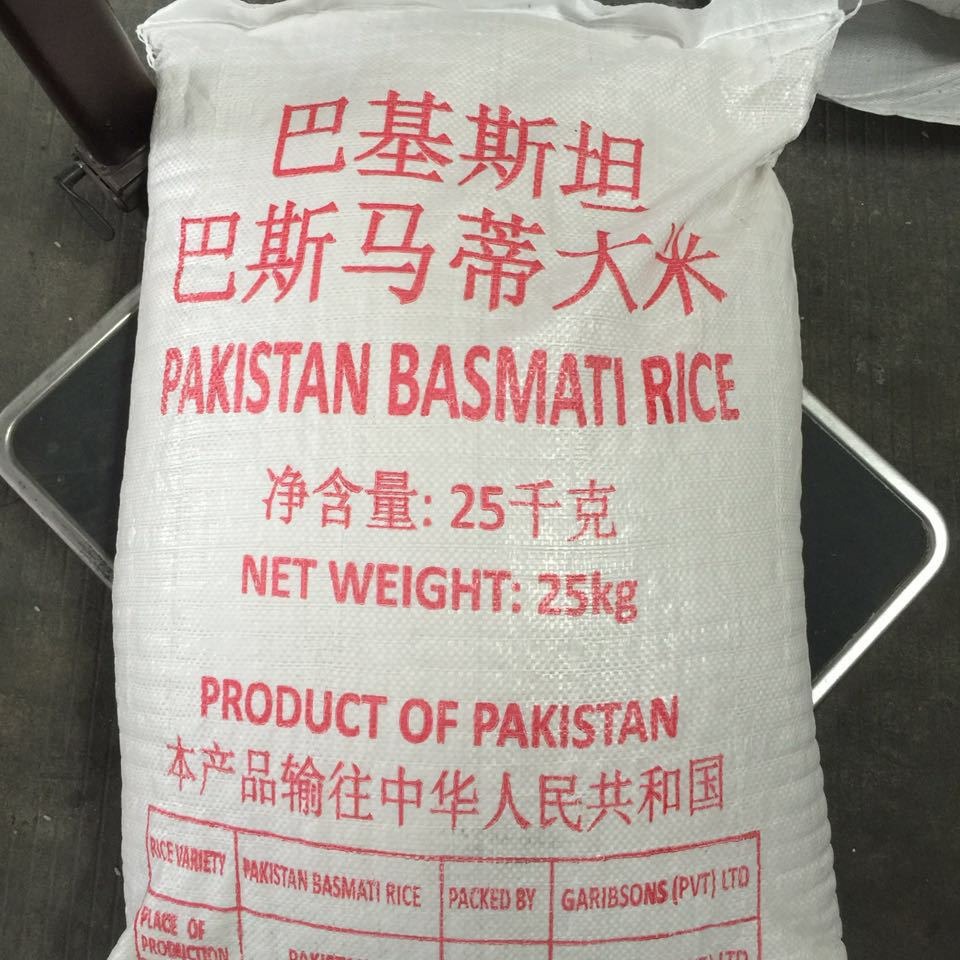 巴基斯坦
巴斯马蒂大米
PAKISTAN BASMATI RICE
净含量: 25千克
NET WEIGHT: 25kg
PRODUCT OF PAKISTAN
本产品输往中华人民共和国
RICE VARIETY PAKISTAN BASMATI RICE PACKED BY GARIBSONS (PVT) LTD
PLACE OF
PRODUCTION PAKISTAN LTD